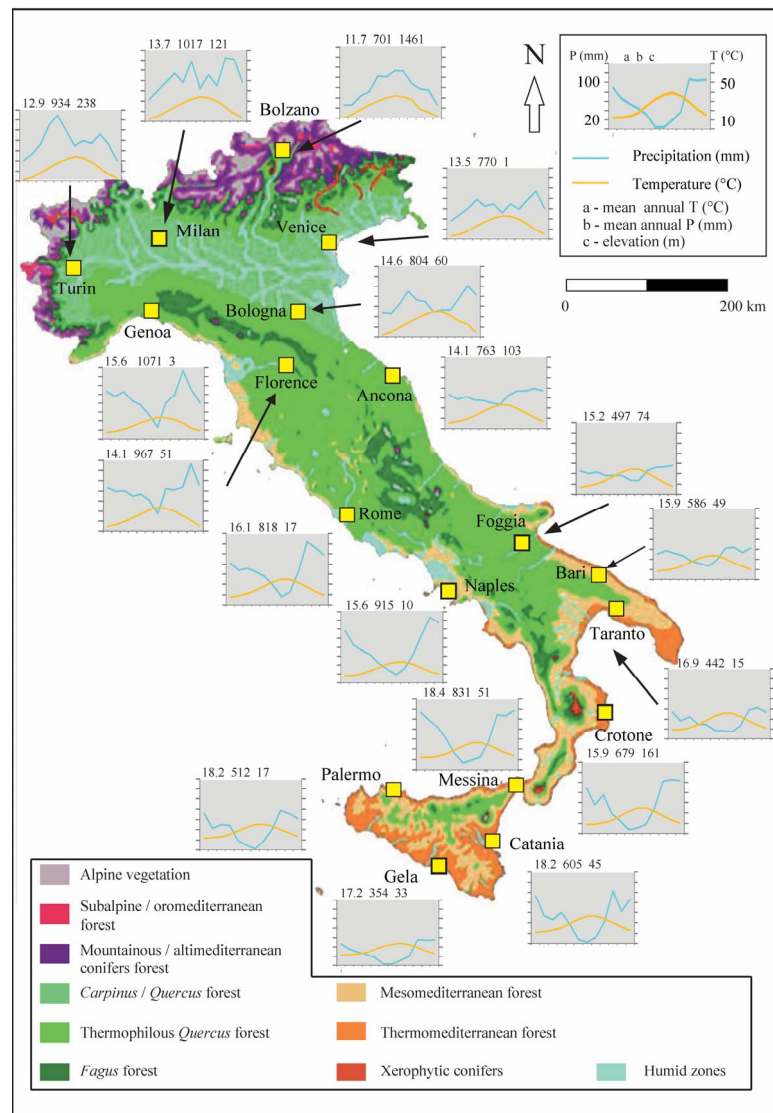 13.7 1017 121
11.7 701 1461
12.9 934 238
Bolzano
N
P (mm) a b c T (°C)
100 50
20 10
Precipitation (mm)
Temperature (°C)
a - mean annual T (°C)
b - mean annual P (mm)
c - elevation (m)
13.5 770 1
Milan
Venice
Turin
14.6 804 60
0 200 km
Bologna
Genoa
15.6 1071 3
Florence
Ancona
14.1 763 103
15.2 497 74
14.1 967 51
Rome
Foggia
15.9 586 49
16.1 818 17
Bari
Naples
Taranto
15.6 915 10
16.9 442 15
18.4 831 51
Crotone
15.9 679 161
Palermo
Messina
18.2 512 17
Catania
Gela
18.2 605 45
17.2 354 33
Alpine vegetation
Subalpine / oromediterranean
forest
Mountainous / altimediterranean
conifers forest
Carpinus / Quercus forest
Mesomediterranean forest
Thermophilous Quercus forest
Thermomediterranean forest
Fagus forest
Xerophytic conifers
Humid zones